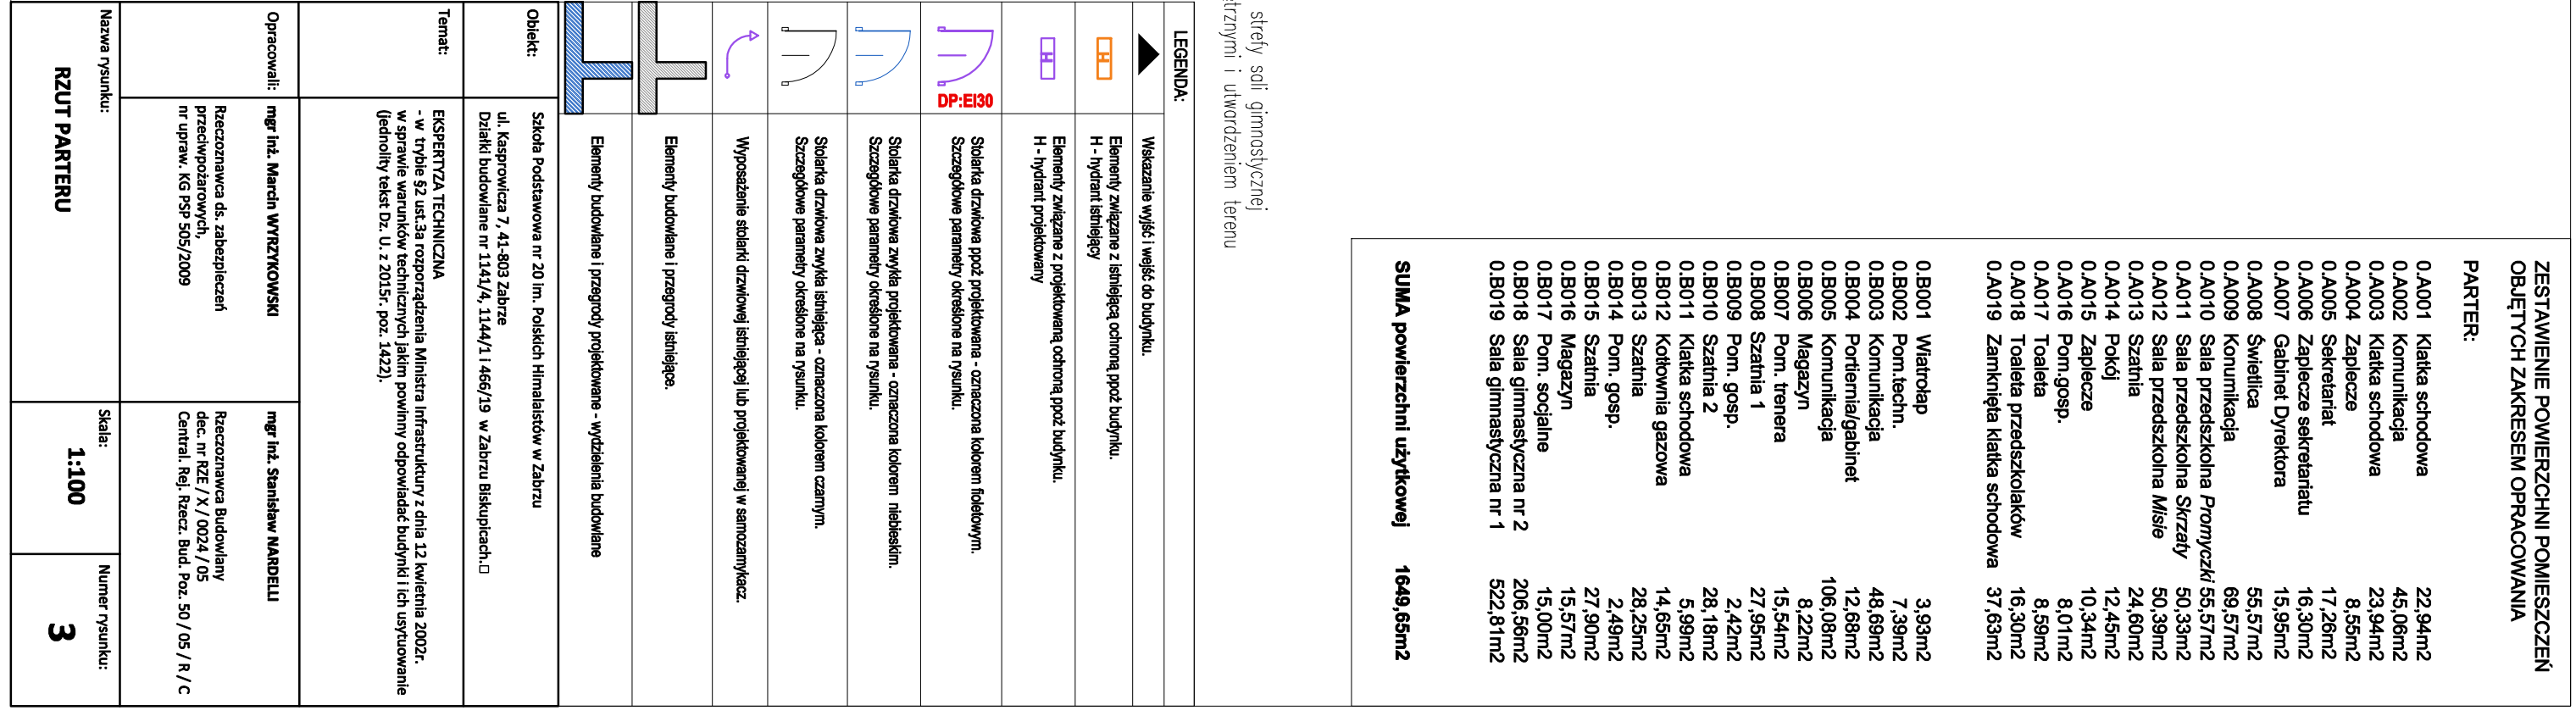 ZESTAWIENIE POWIERZCHNI POMIESZCZEŃ
OBJĘTYCH ZAKRESEM OPRACOWANIA
PARTER:
0.A001 Klatka schodowa 22,94m2
0.A002 Komunikacja 45,06m2
0.A003 Klatka schodowa 23,94m2
0.A004 Zaplecze 8,55m2
0.A005 Sekretariat 17,26m2
0.A006 Zaplecze sekretariatu 16,30m2
0.A007 Gabinet Dyrektora 15,95m2
0.A008 Świetlica 55,57m2
0.A009 Konumikacja 69,57m2
0.A010 Sala przedszkolna Promyczki 55,57m2
0.A011 Sala przedszkolna Skrzaty 50,33m2
0.A012 Sala przedszkolna Misie 50,39m2
0.A013 Szatnia 24,60m2
0.A014 Pokój 12,45m2
0.A015 Zaplecze 10,34m2
0.A016 Pom.gosp. 8,01m2
0.A017 Toaleta 8,59m2
0.A018 Toaleta przedszkolaków 16,30m2
0.A019 Zamknięta klatka schodowa 37,63m2
0.B001 Wiatrołap 3,93m2
0.B002 Pom.techn. 7,39m2
0.B003 Komunikacja 48,69m2
0.B004 Portiernia/gabinet 12,68m2
0.B005 Komunikacja 106,08m2
0.B006 Magazyn 8,22m2
0.B007 Pom. trenera 15,54m2
0.B008 Szatnia 1 27,95m2
0.B009 Pom. gosp. 2,42m2
0.B010 Szatnia 2 28,18m2
0.B011 Klatka schodowa 5,99m2
0.B012 Kotłownia gazowa 14,65m2
0.B013 Szatnia 28,25m2
0.B014 Pom. gosp. 2,49m2
0.B015 Szatnia 27,90m2
0.B016 Magazyn 15,57m2
0.B017 Pom. socjalne 15,00m2
0.B018 Sala gimnastyczna nr 2 206,56m2
0.B019 Sala gimnastyczna nr 1 522,81m2
SUMA powierzchni użytkowej 1649,65m2
strefy sali gimnastycznej
trznymi i utwardzeniem terenu
LEGENDA:
Wskazanie wyjść i wejść do budynku.
H
Elementy związane z istniejącą ochroną ppoż budynku.
H - hydrant istniejący
H
Elementy związane z projektowaną ochroną ppoż budynku.
H - hydrant projektowany
DP:EI30
Stolarka drzwiowa ppoż projektowana - oznaczona kolorem fioletowym.
Szczegółowe parametry określone na rysunku.
Stolarka drzwiowa zwykła projektowana - oznaczona kolorem niebieskim.
Szczegółowe parametry określone na rysunku.
Stolarka drzwiowa zwykła istniejąca - oznaczona kolorem czarnym.
Szczegółowe parametry określone na rysunku.
Wyposażenie stolarki drzwiowej istniejącej lub projektowanej w samozamykacz.
Elementy budowlane i przegrody istniejące.
Elementy budowlane i przegrody projektowane - wydzielenia budowlane
Obiekt:
Szkoła Podstawowa nr 20 im. Polskich Himalaistów w Zabrzu
ul. Kasprowicza 7, 41-803 Zabrze
Działki budowlane nr 1141/4, 1144/1 i 466/19 w Zabrzu Biskupicach.□
Temat:
EKSPERTYZA TECHNICZNA
- w trybie §2 ust.3a rozporządzenia Ministra Infrastruktury z dnia 12 kwietnia 2002r.
w sprawie warunków technicznych jakim powinny odpowiadać budynki i ich usytuowanie
(jednolity tekst Dz. U. z 2015r. poz. 1422).
Opracowali:
mgr inż. Marcin WYRZYKOWSKI
Rzeczoznawca ds. zabezpieczeń
przeciwpożarowych,
nr upraw. KG PSP 505/2009
mgr inż. Stanisław NARDELLI
Rzeczoznawca Budowlany
dec. nr RZE / X / 0024 / 05
Central. Rej. Rzecz. Bud. Poz. 50 / 05 / R / C
Nazwa rysunku:
RZUT PARTERU
Skala:
1:100
Numer rysunku:
3